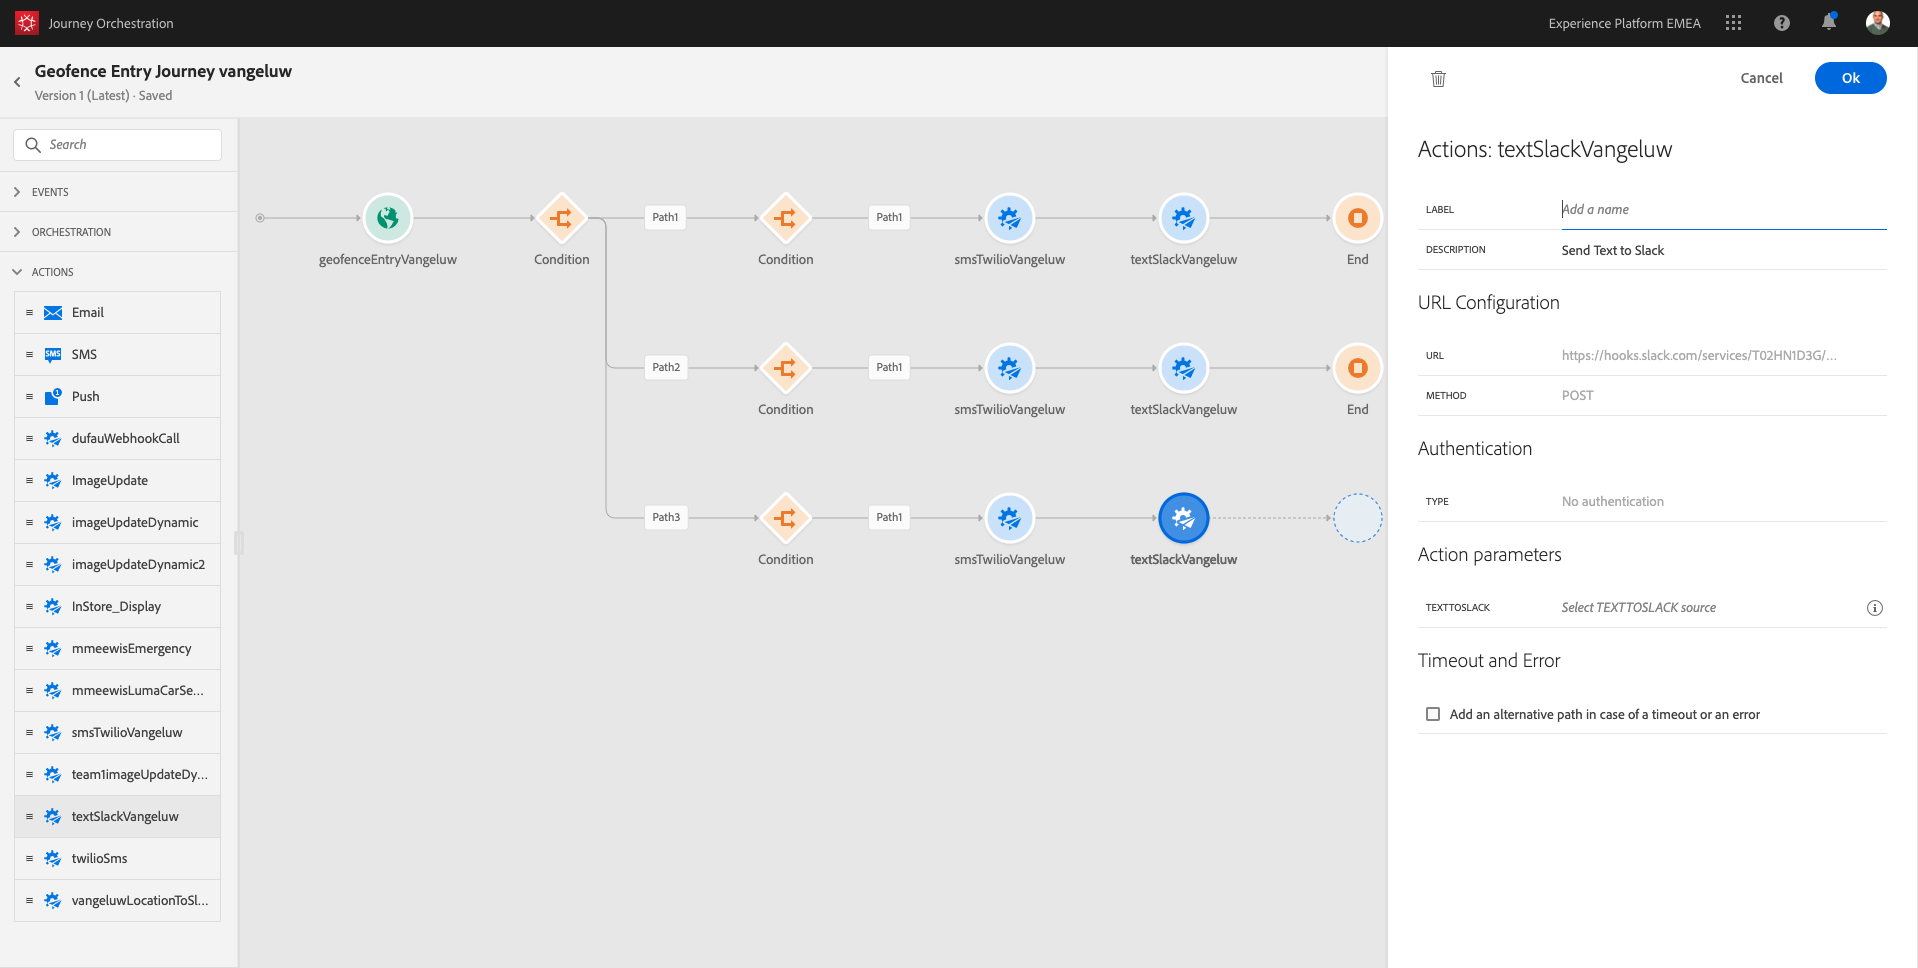 Journey Orchestration
Experience Platform EMEA
Geofence Entry Journey vangeluw
Version 1 (Latest) · Saved
Search
EVENTS
ORCHESTRATION
ACTIONS
Email
SMS
SMS
Push
1
dufauWebhookCall
ImageUpdate
imageUpdateDynamic
imageUpdateDynamic2
InStore_Display
mmeewisEmergency
mmeewisLumaCarSe...
smsTwilioVangeluw
team1imageUpdateDy...
textSlackVangeluw
twilioSms
vangeluwLocationToSl...
Path1
Path1
geofenceEntryVangeluw
Condition
Condition
smsTwilioVangeluw
textSlackVangeluw
End
Path2
Path1
Condition
smsTwilioVangeluw
textSlackVangeluw
End
Path3
Path1
Condition
smsTwilioVangeluw
textSlackVangeluw
Cancel
Ok
Actions: textSlackVangeluw
LABEL
Add a name
DESCRIPTION
Send Text to Slack
URL Configuration
URL
https://hooks.slack.com/services/T02HN1D3G/...
METHOD
POST
Authentication
TYPE
No authentication
Action parameters
TEXTTOSLACK
Select TEXTTOSLACK source
Timeout and Error
Add an alternative path in case of a timeout or an error